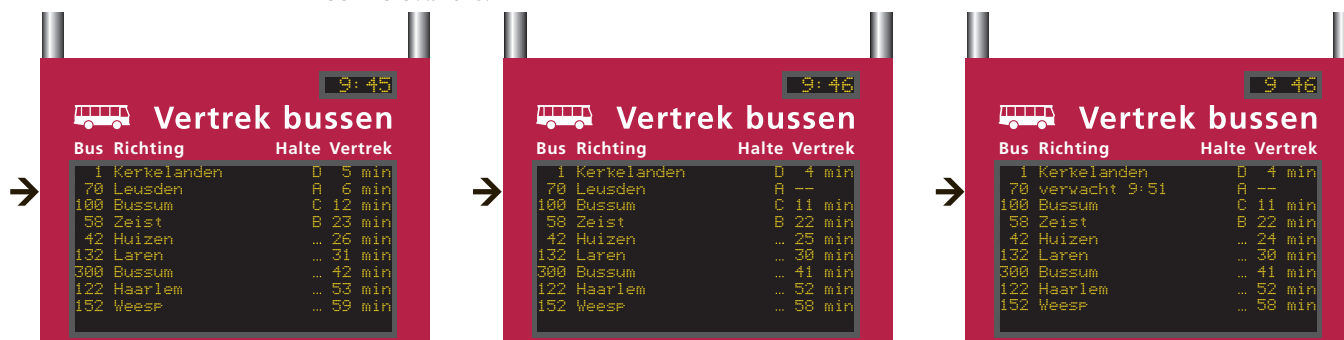 9:45
Vertrek bussen
Bus Richting Halte Vertrek
1 Kerkelanden D 5 min
70 Leusden A 6 min
100 Bussum C 12 min
58 Zeist B 23 min
42 Huizen ... 26 min
132 Laren ... 31 min
300 Bussum ... 42 min
122 Haarlem ... 53 min
152 Weesp ... 59 min
9:46
Vertrek bussen
Bus Richting Halte Vertrek
1 Kerkelanden D 4 min
70 Leusden A --
100 Bussum C 11 min
58 Zeist B 22 min
42 Huizen ... 25 min
132 Laren ... 30 min
300 Bussum ... 41 min
122 Haarlem ... 52 min
152 Weesp ... 58 min
9 46
Vertrek bussen
Bus Richting Halte Vertrek
1 Kerkelanden D 4 min
70 verwacht 9:51 A --
100 Bussum C 11 min
58 Zeist B 22 min
42 Huizen ... 24 min
132 Laren ... 30 min
300 Bussum ... 41 min
122 Haarlem ... 52 min
152 Weesp ... 58 min